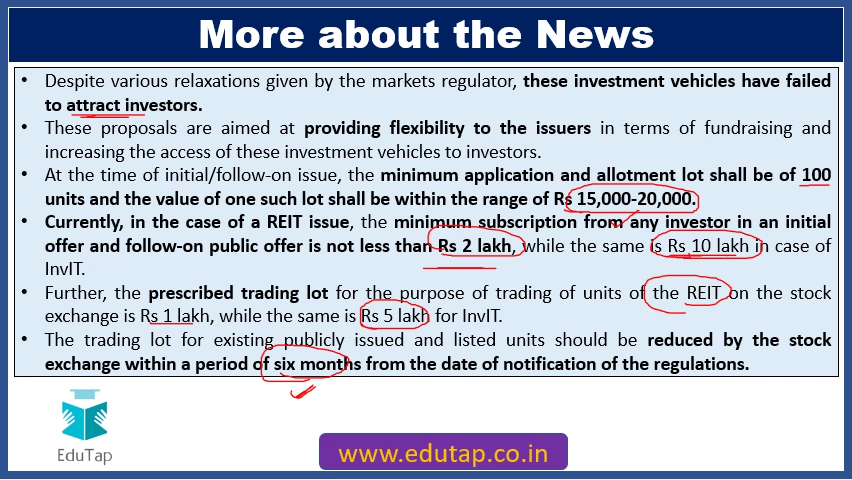 More about the News
• Despite various relaxations given by the markets regulator, these investment vehicles have failed
to attract investors.
• These proposals are aimed at providing flexibility to the issuers in terms of fundraising and
increasing the access of these investment vehicles to investors.
• At the time of initial/follow-on issue, the minimum application and allotment lot shall be of 100
units and the value of one such lot shall be within the range of Rs 15,000-20,000.
• Currently, in the case of a REIT issue, the minimum subscription from any investor in an initial
offer and follow-on public offer is not less than Rs 2 lakh, while the same is Rs 10 lakh in case of
InvIT.
• Further, the prescribed trading lot for the purpose of trading of units of the REIT on the stock
exchange is Rs 1 lakh, while the same is Rs 5 lakh for InvIT.
• The trading lot for existing publicly issued and listed units should be reduced by the stock
exchange within a period of six months from the date of notification of the regulations.
EduTap
www.edutap.co.in